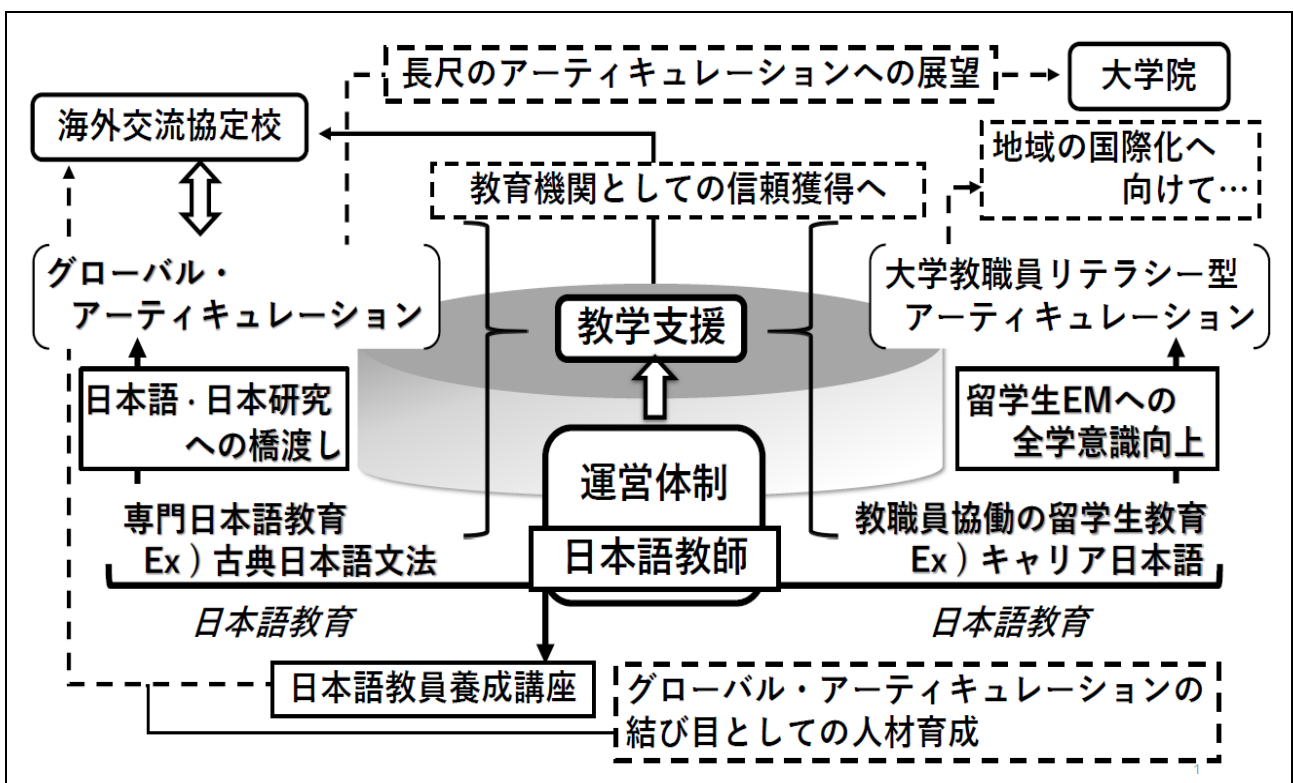 長尺のアーティキュレーションへの展望
大学院
海外交流協定校
地域の国際化へ
向けて…
教育機関としての信頼獲得へ
グローバル・
アーティキュレーション
教学支援
大学教職員リテラシー型
アーティキュレーション
日本語・日本研究
への橋渡し
留学生EMへの
全学意識向上
運営体制
専門日本語教育
Ex）古典日本語文法
日本語教師
教職員協働の留学生教育
Ex）キャリア日本語
日本語教育
日本語教育
日本語教員養成講座
グローバル・アーティキュレーションの
結び目としての人材育成
1